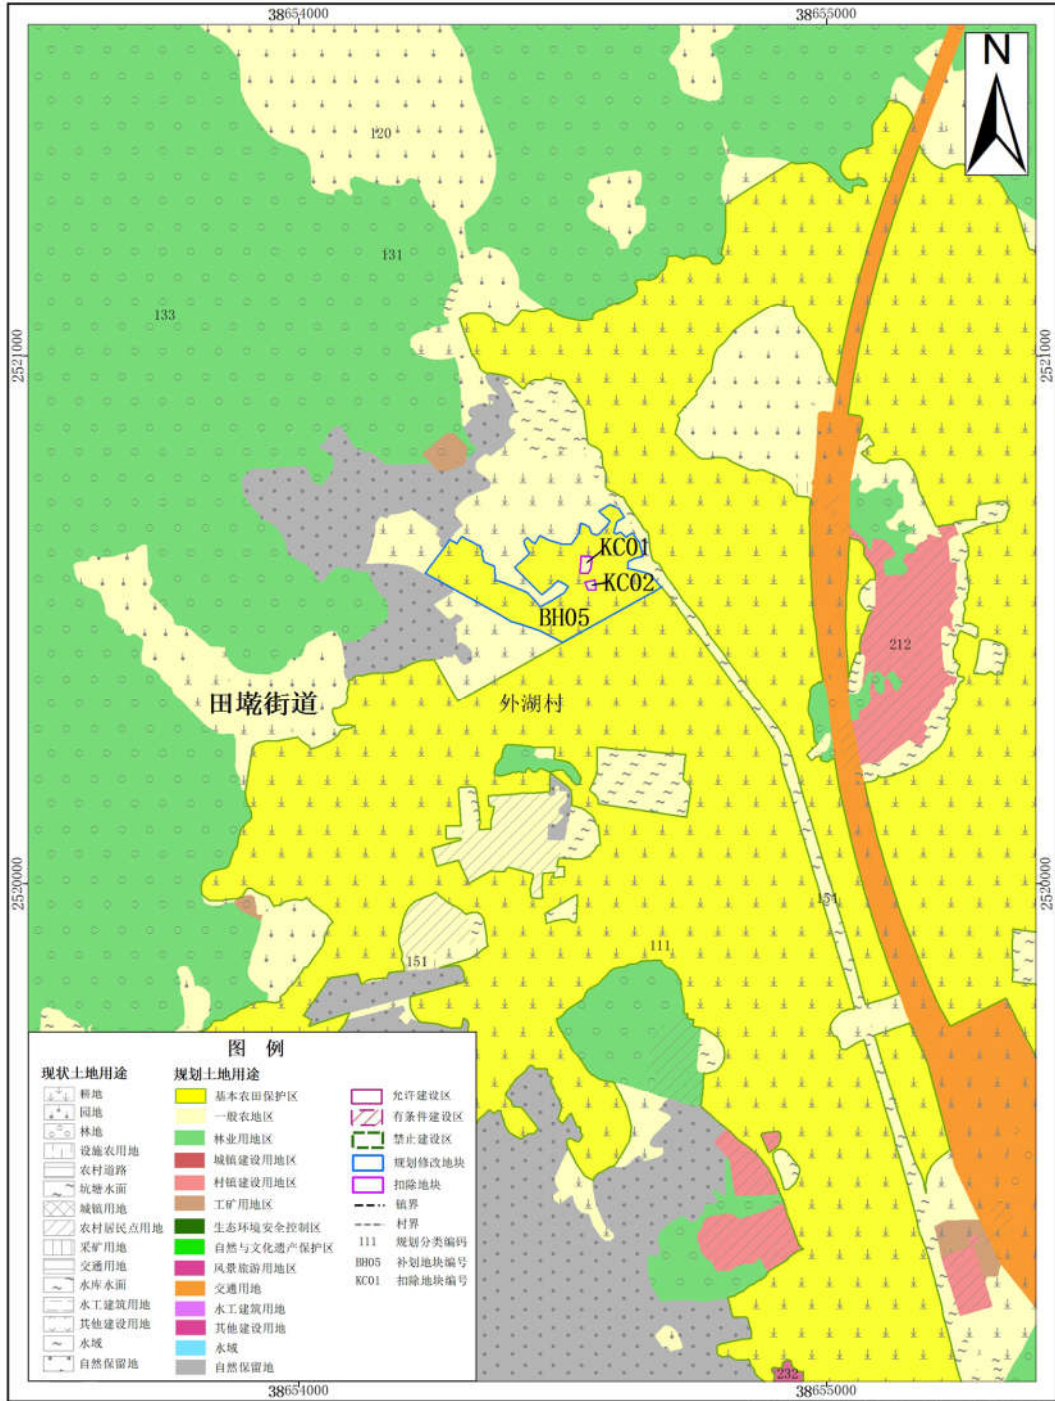 38654000
38655000
N
120
131
133
2521000
2521000
KC01
KC02
BH05
212
田墘街道
外湖村
2520000
2520000
154
111
151
232
图 例
现状土地用途
耕地
园地
林地
设施农用地
农村道路
坑塘水面
城镇用地
农村居民点用地
采矿用地
交通用地
水库水面
水工建筑用地
其他建设用地
水域
自然保留地
规划土地用途
基本农田保护区
一般农地区
林业用地区
城镇建设用地区
村镇建设用地区
工矿用地区
生态环境安全控制区
自然与文化遗产保护区
风景旅游用地区
交通用地
水工建筑用地
其他建设用地
水域
自然保留地
允许建设区
有条件建设区
禁止建设区
规划修改地块
扣除地块
镇界
村界
111 规划分类编码
BH05 补划地块编号
KC01 扣除地块编号
38654000
38655000